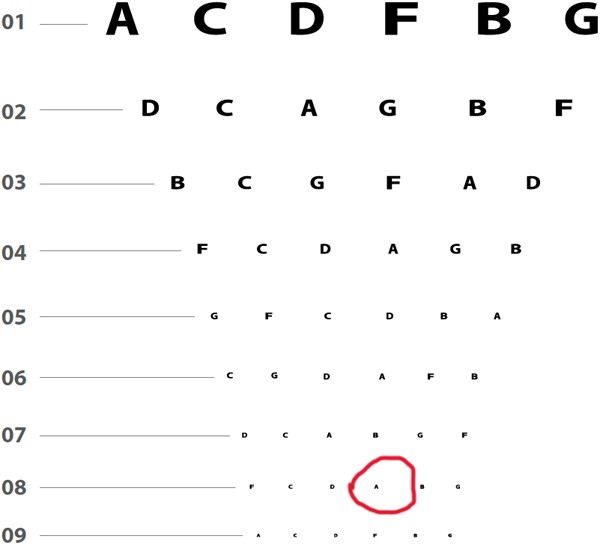 01 A C D F B G
02 D C A G B F
03 B C G F A D
04 F C D A G B
05 G F C D B A
06 C G D A F B
07 D C A B G F
08 F C D A B G
09 A C D F B G